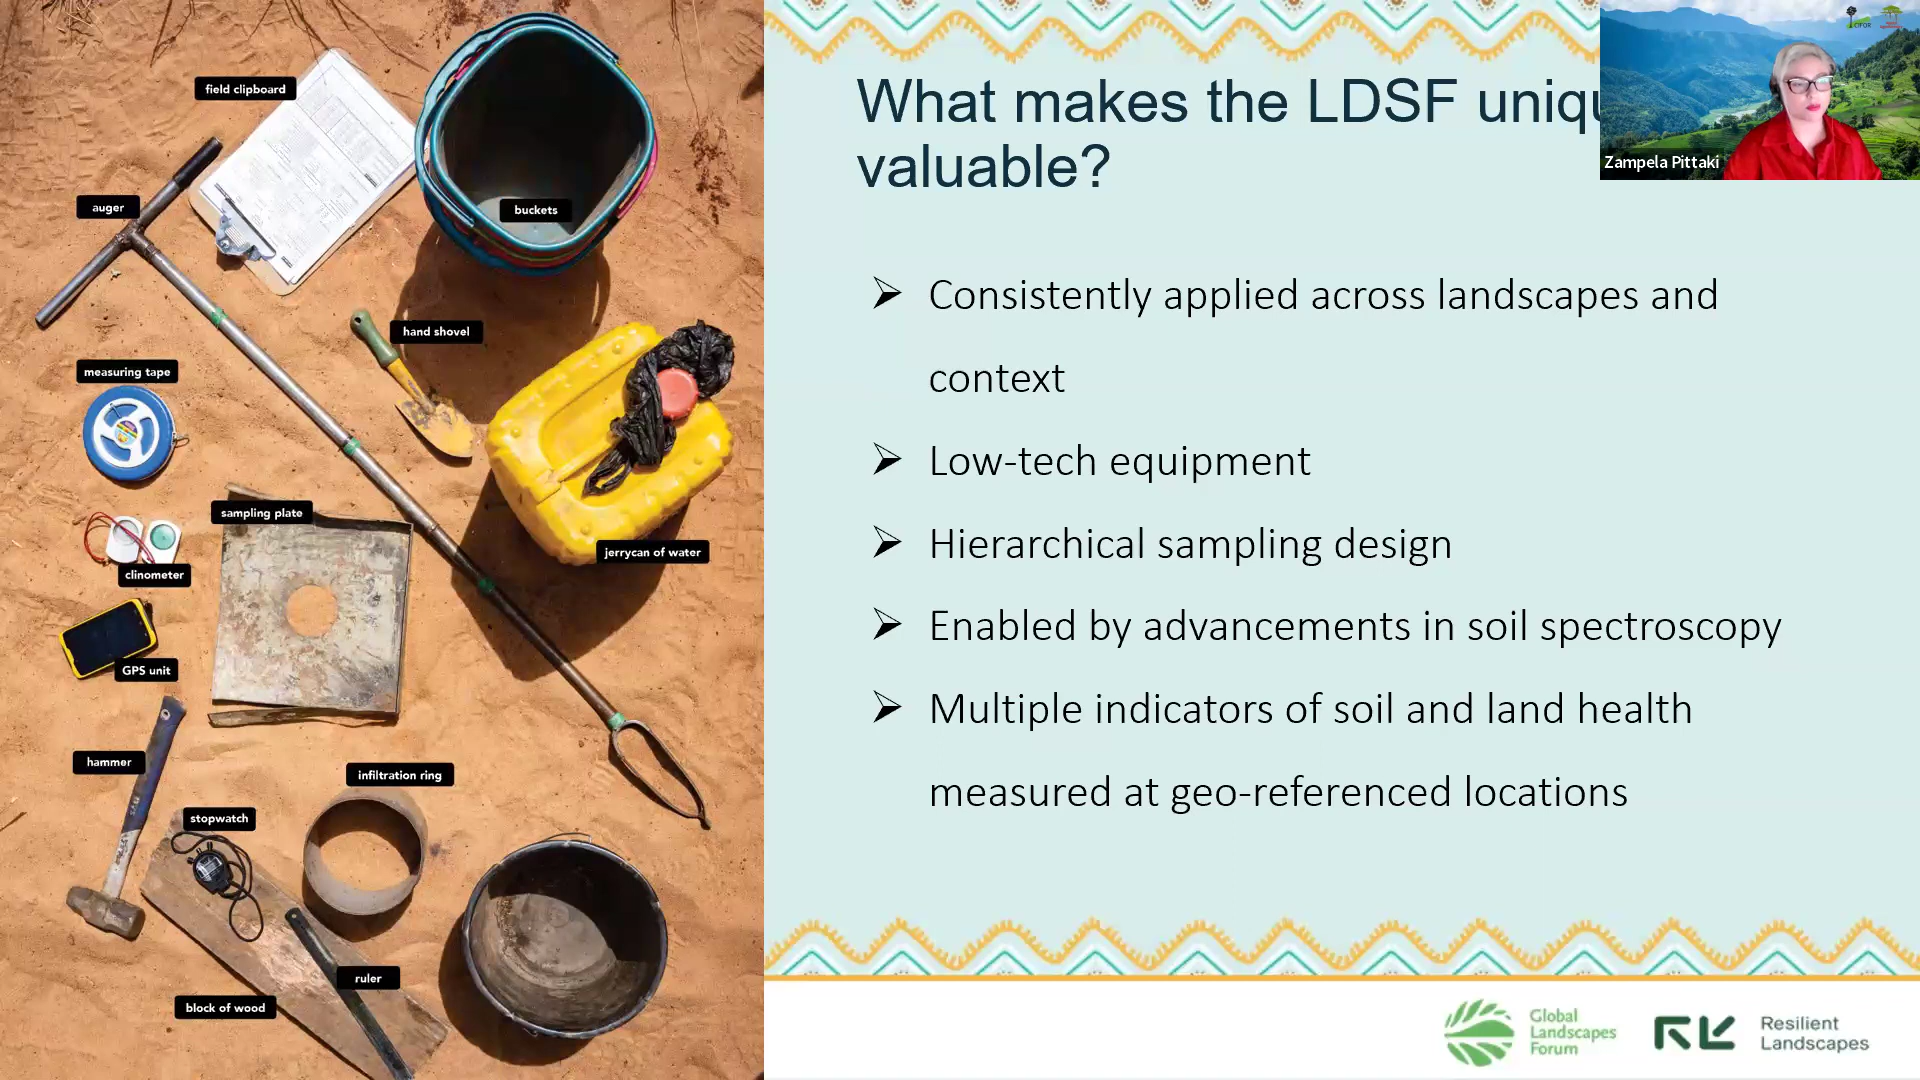 field clipboard
auger
buckets
hand shovel
measuring tape
sampling plate
jerrycan of water
clinometer
GPS unit
hammer
infiltration ring
stopwatch
ruler
block of wood
What makes the LDSF
valuable?
Consistently applied across landscapes and
context
Low-tech equipment
Hierarchical sampling design
Enabled by advancements in soil spectroscopy
Multiple indicators of soil and land health
measured at geo-referenced locations
Zampela Pittaki
CIFOR
Global
Landscapes
Forum
Resilient
Landscapes